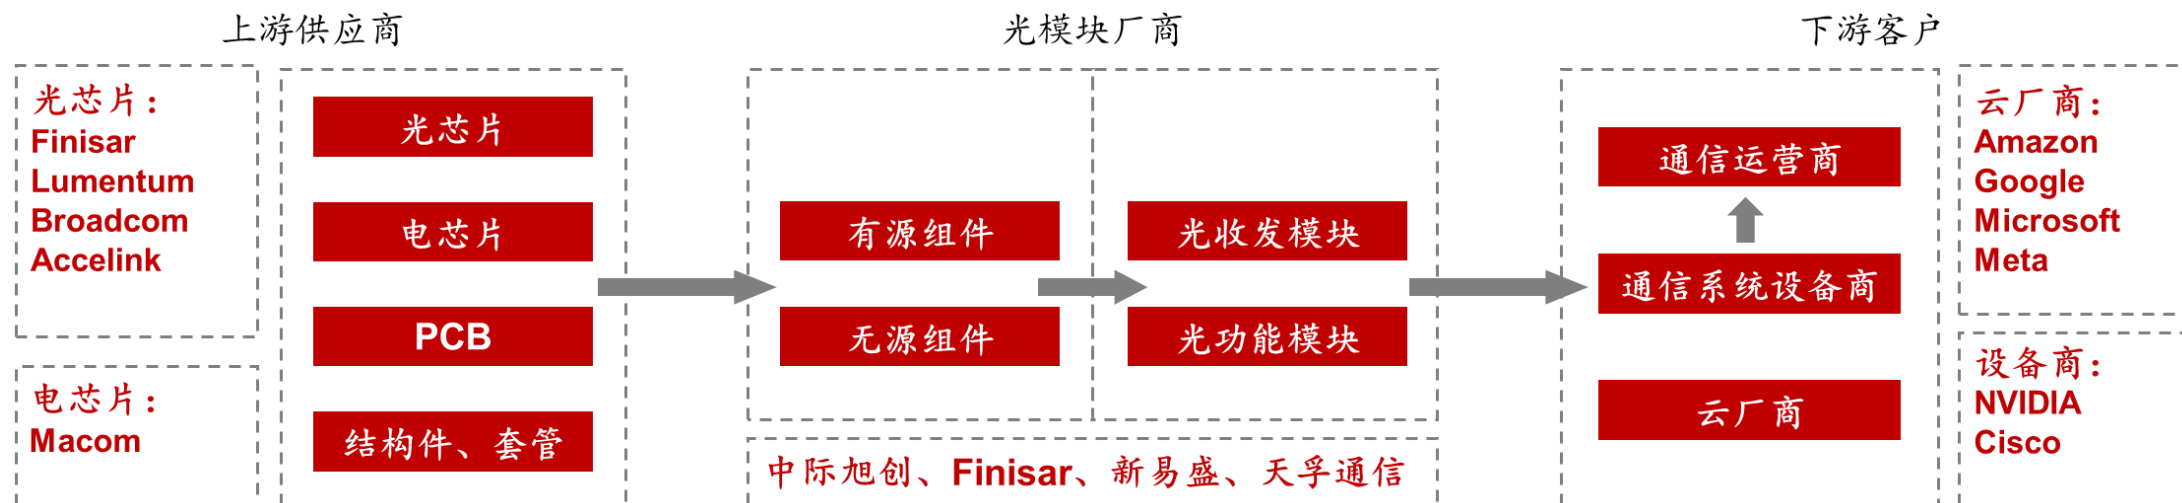 上游供应商
光模块厂商
下游客户
光芯片：
Finisar
Lumentum
Broadcom
Accelink
电芯片：
Macom
光芯片
电芯片
PCB
结构件、套管
有源组件
无源组件
光收发模块
光功能模块
中际旭创、Finisar、新易盛、天孚通信
通信运营商
通信系统设备商
云厂商
云厂商：
Amazon
Google
Microsoft
Meta
设备商：
NVIDIA
Cisco